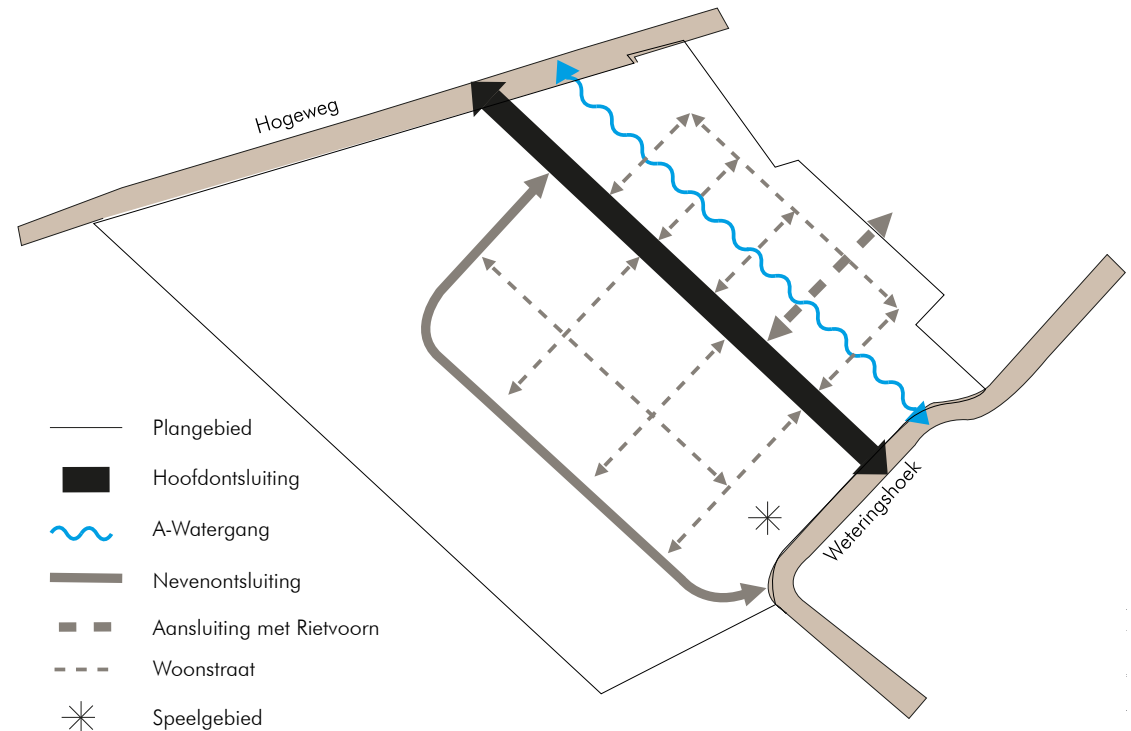 Hogeweg
Weteringshoek
Plangebied
Hoofdontsluiting
A-Watergang
Nevenontsluiting
Aansluiting met Rietvoorn
Woonstraat
Speelgebied